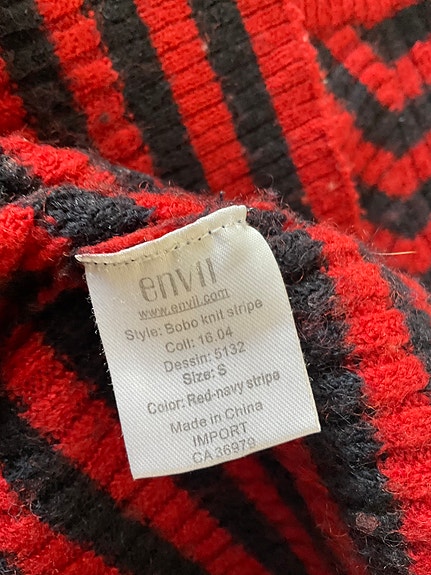 envii
www.envii.com
Style: Bobo knit stripe
Coll: 16 04
Dessin: 5132
Size: S
Color: Red-navy stripe
Made in China
IMPORT
CA 36979